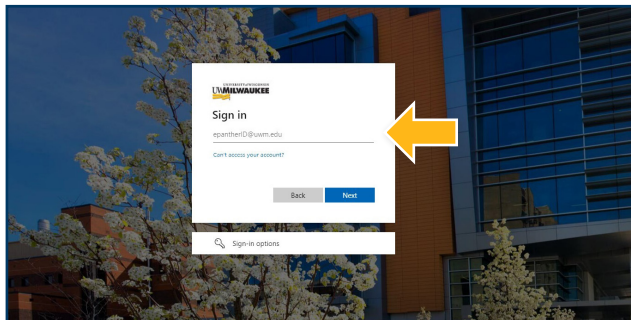 UNIVERSITY of WISCONSIN
UWMILWAUKEE
Sign in
epantherID@uwm.edu
Can't access your account?
Back Next
Sign-in options